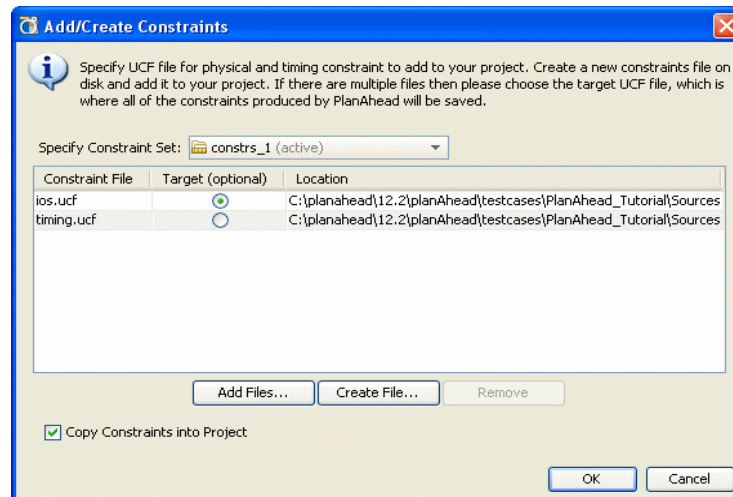 Add/Create Constraints
Specify UCF file for physical and timing constraint to add to your project. Create a new constraints file on
disk and add it to your project. If there are multiple files then please choose the target UCF file, which is
where all of the constraints produced by PlanAhead will be saved.
Specify Constraint Set: constrs_1 (active)
Constraint File Target (optional) Location
ios.ucf C:\planahead\12.2\planAhead\testcases\PlanAhead_Tutorial\Sources
timing.ucf C:\planahead\12.2\planAhead\testcases\PlanAhead_Tutorial\Sources
Add Files... Create File... Remove
Copy Constraints into Project
OK Cancel